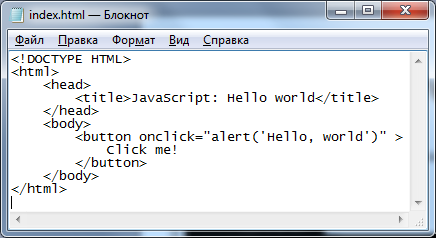 index.html — Блокнот
Файл Правка Формат Вид Справка
<!DOCTYPE HTML>
<html>
    <head>
        <title>JavaScript: Hello world</title>
    </head>
    <body>
        <button onclick="alert('Hello, world')" >
            Click me!
        </button>
    </body>
</html>